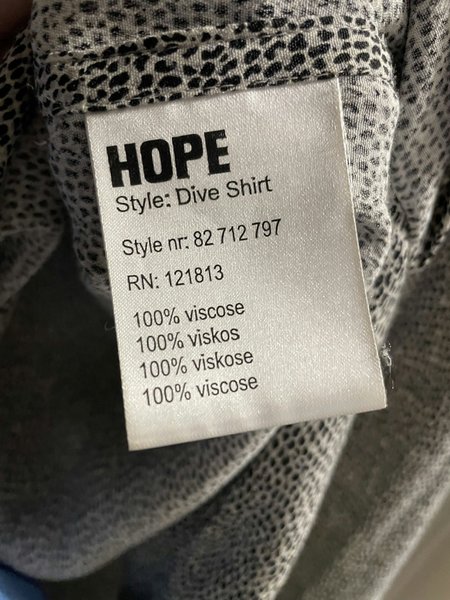 HOPE
Style: Dive Shirt
Style nr: 82 712 797
RN: 121813
100% viscose
100% viskos
100% viskose
100% viscose